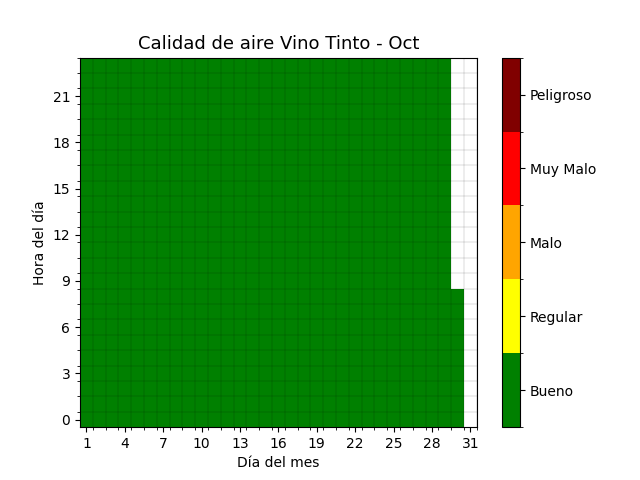 Calidad de aire Vino Tinto - Oct
Hora del día
21
18
15
12
9
6
3
0
1 4 7 10 13 16 19 22 25 28 31
Día del mes
Peligroso
Muy Malo
Malo
Regular
Bueno